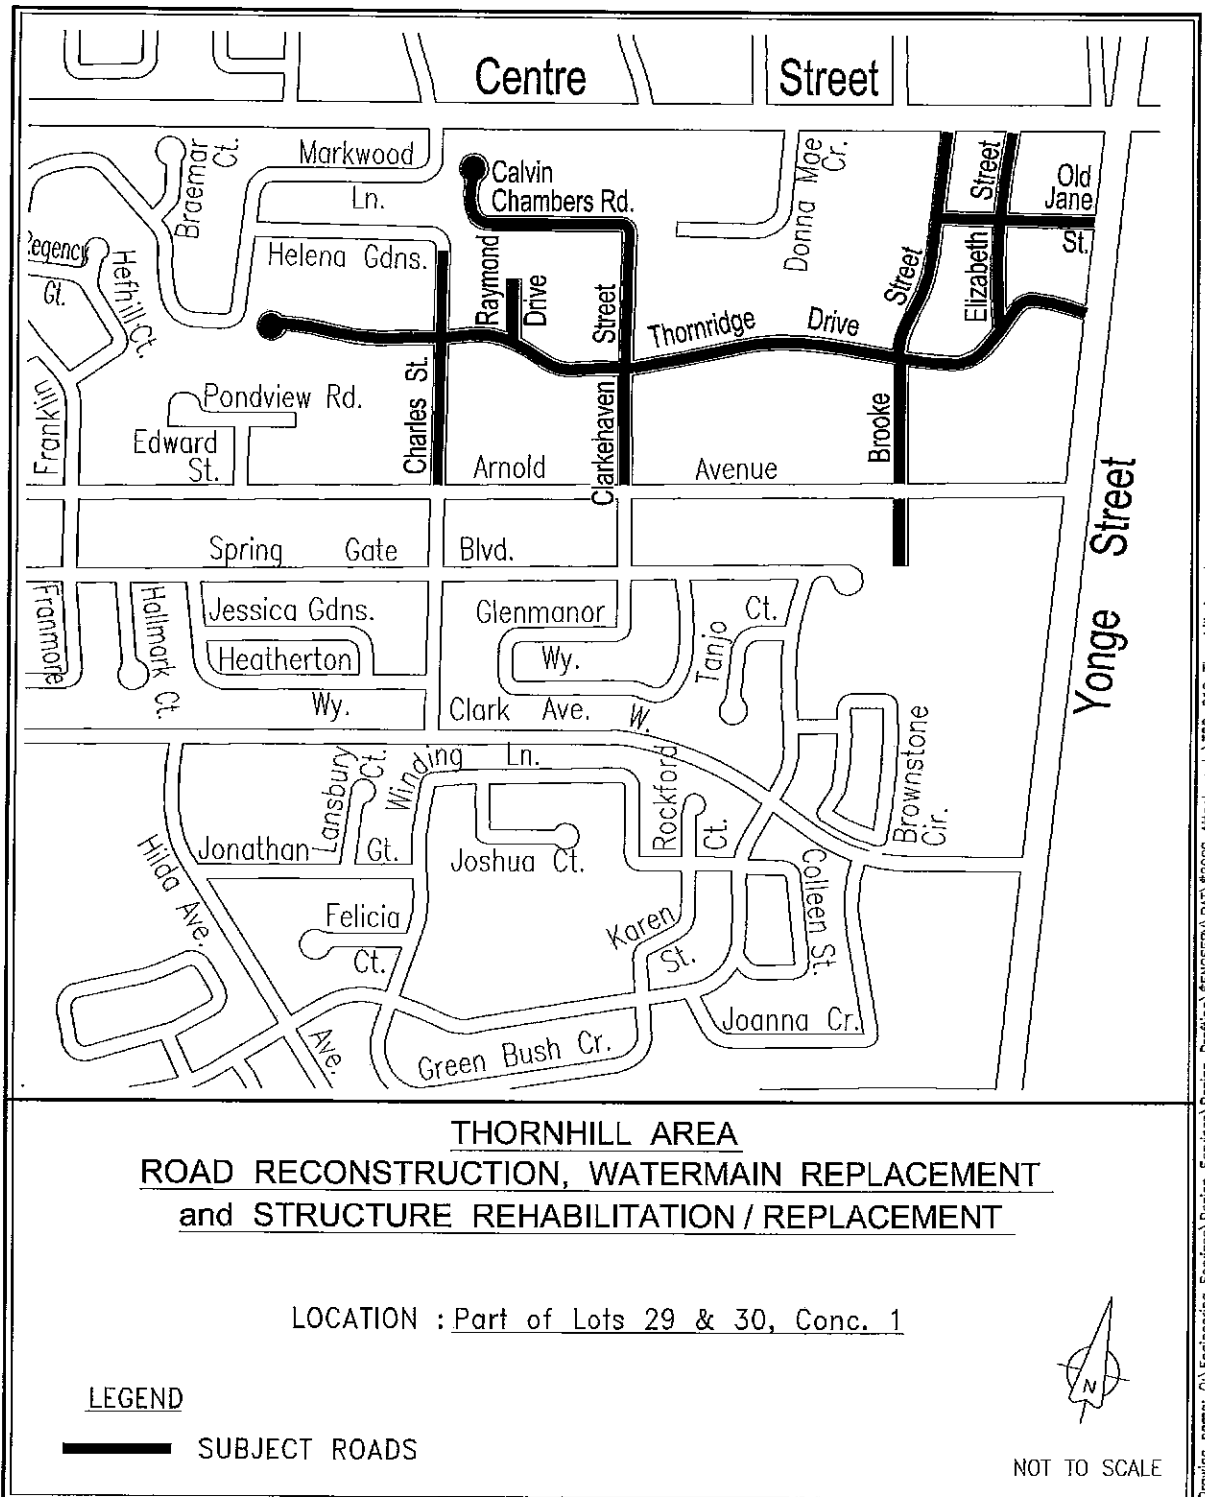 Centre Street
Markwood
Ln.
Braemar
Ct.
Calvin
Chambers Rd.
Donna Mae
Cr.
Street
Elizabeth
Old
Jane
St.
Regency
Gt.
Hefhill Ct.
Helena Gdns.
Raymond
Drive
Street
Clarkehaven
Thornridge Drive
Street
Brooke
Franklin
Pondview Rd.
Edward
St.
Charles St.
Arnold Avenue
Yonge Street
Spring Gate Blvd.
Franmore
Hallmark Ct.
Jessica Gdns.
Heatherton
Wy.
Glenmanor
Wy.
Tanjo
Ct.
Clark Ave. W.
Winding Ln.
Lansbury
Ct.
Rockford
Ct.
Brownstone
Cir.
Hilda Ave.
Jonathan Gt.
Joshua Ct.
Colleen St.
Felicia
Ct.
Karen
St.
Joanna Cr.
Ave.
Green Bush Cr.
THORNHILL AREA
ROAD RECONSTRUCTION, WATERMAIN REPLACEMENT
and STRUCTURE REHABILITATION / REPLACEMENT
LOCATION : Part of Lots 29 & 30, Conc. 1
N
LEGEND
SUBJECT ROADS
NOT TO SCALE